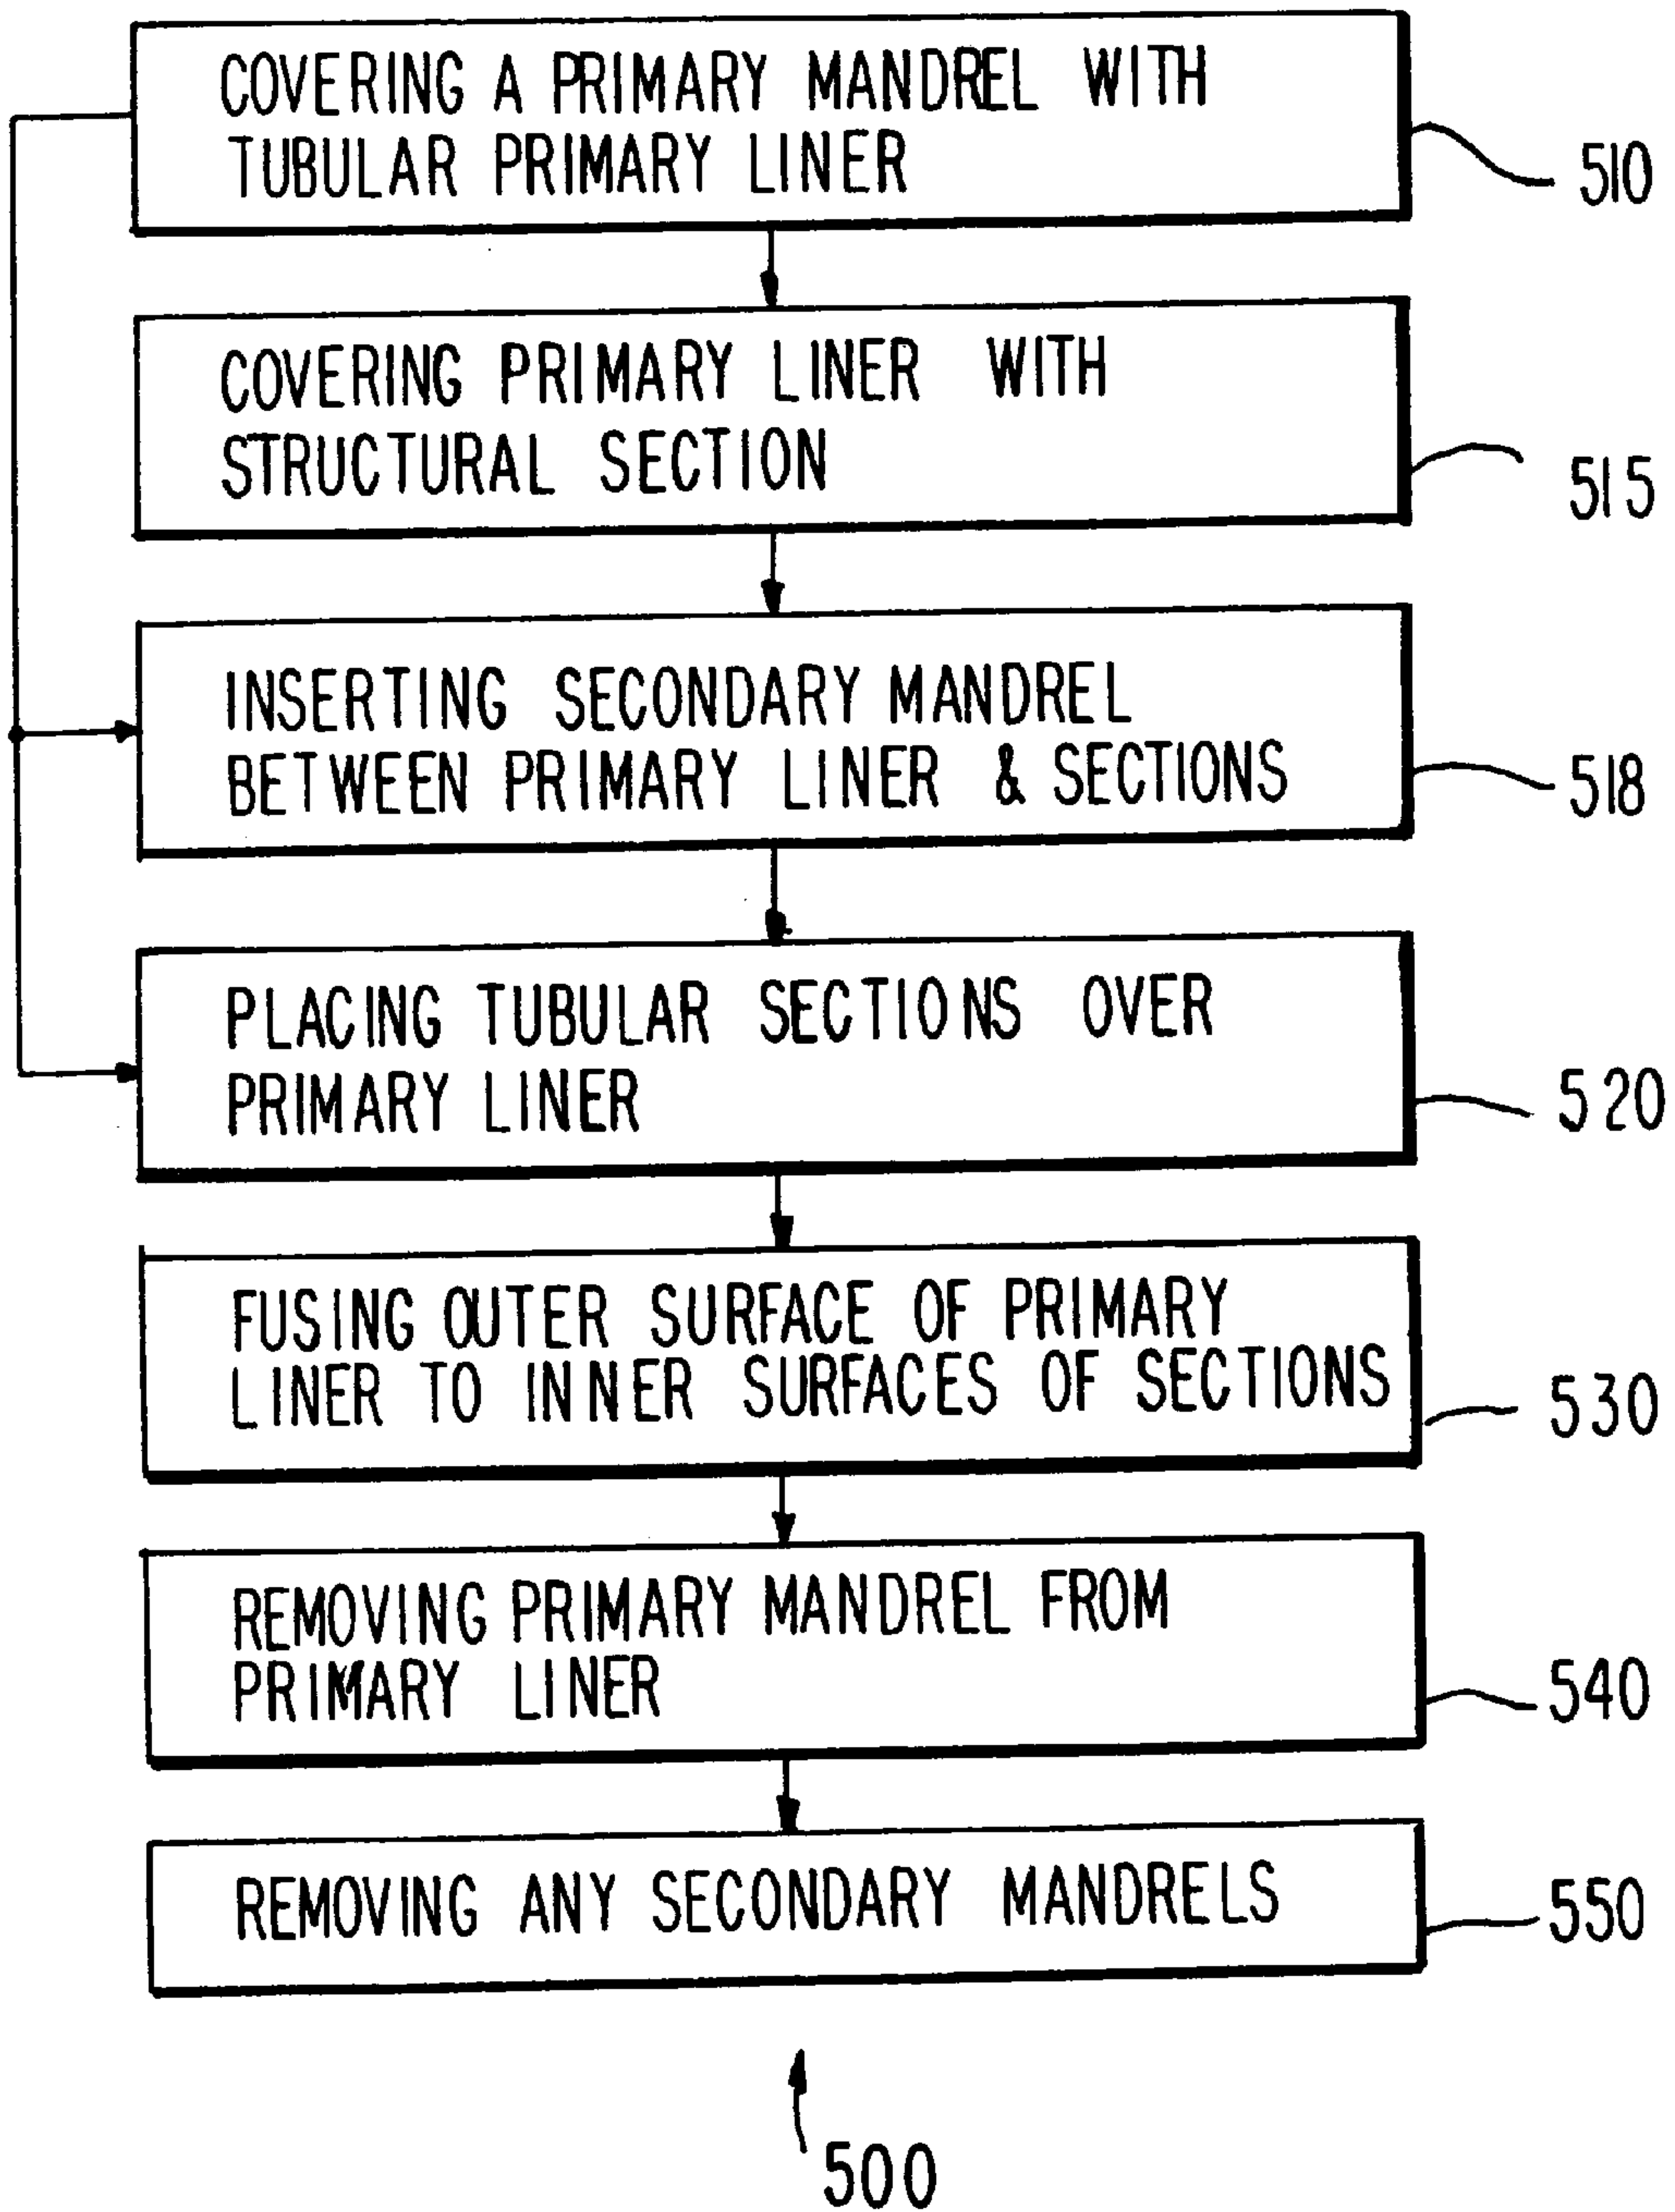 COVERING A PRIMARY MANDREL WITH
TUBULAR PRIMARY LINER
510
COVERING PRIMARY LINER WITH
STRUCTURAL SECTION
515
INSERTING SECONDARY MANDREL
BETWEEN PRIMARY LINER & SECTIONS
518
PLACING TUBULAR SECTIONS OVER
PRIMARY LINER
520
FUSING OUTER SURFACE OF PRIMARY
LINER TO INNER SURFACES OF SECTIONS
530
REMOVING PRIMARY MANDREL FROM
PRIMARY LINER
540
REMOVING ANY SECONDARY MANDRELS
550
500